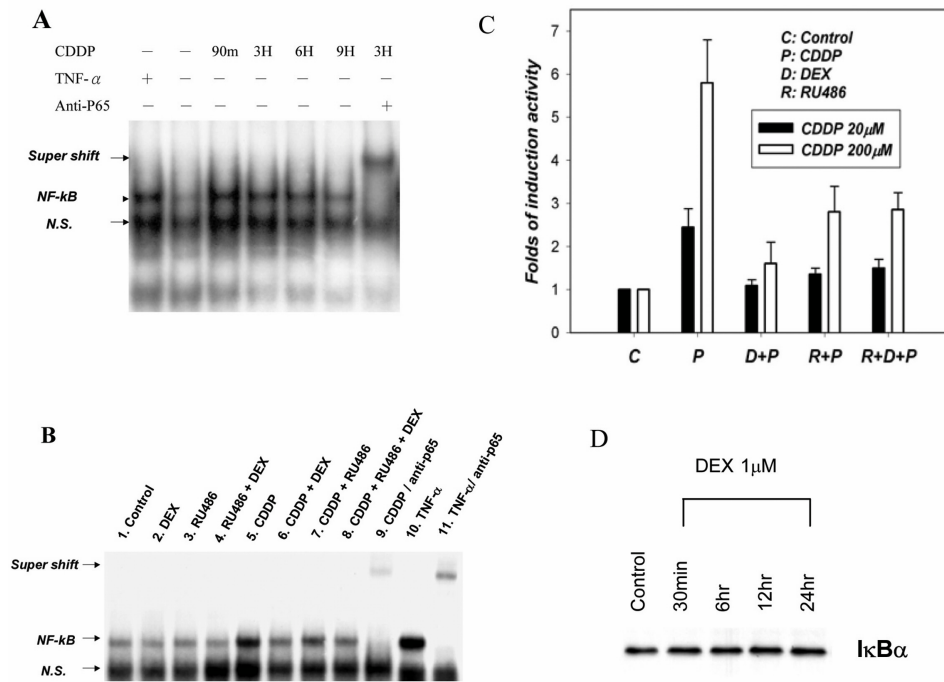 A
CDDP − − 90m 3H 6H 9H 3H
TNF-α + − − − − − −
Anti-P65 − − − − − − +
Super shift
NF-kB
N.S.
C
C: Control
P: CDDP
D: DEX
R: RU486
CDDP 20μM
CDDP 200μM
Folds of induction activity
7
6
5
4
3
2
1
0
C P D+P R+P R+D+P
B
1. Control
2. DEX
3. RU486
4. RU486 + DEX
5. CDDP
6. CDDP + DEX
7. CDDP + RU486
8. CDDP + RU486 + DEX
9. CDDP / anti-p65
10. TNF-α
11. TNF-α/ anti-p65
Super shift
NF-kB
N.S.
D
DEX 1μM
Control
30min
6hr
12hr
24hr
IκBα